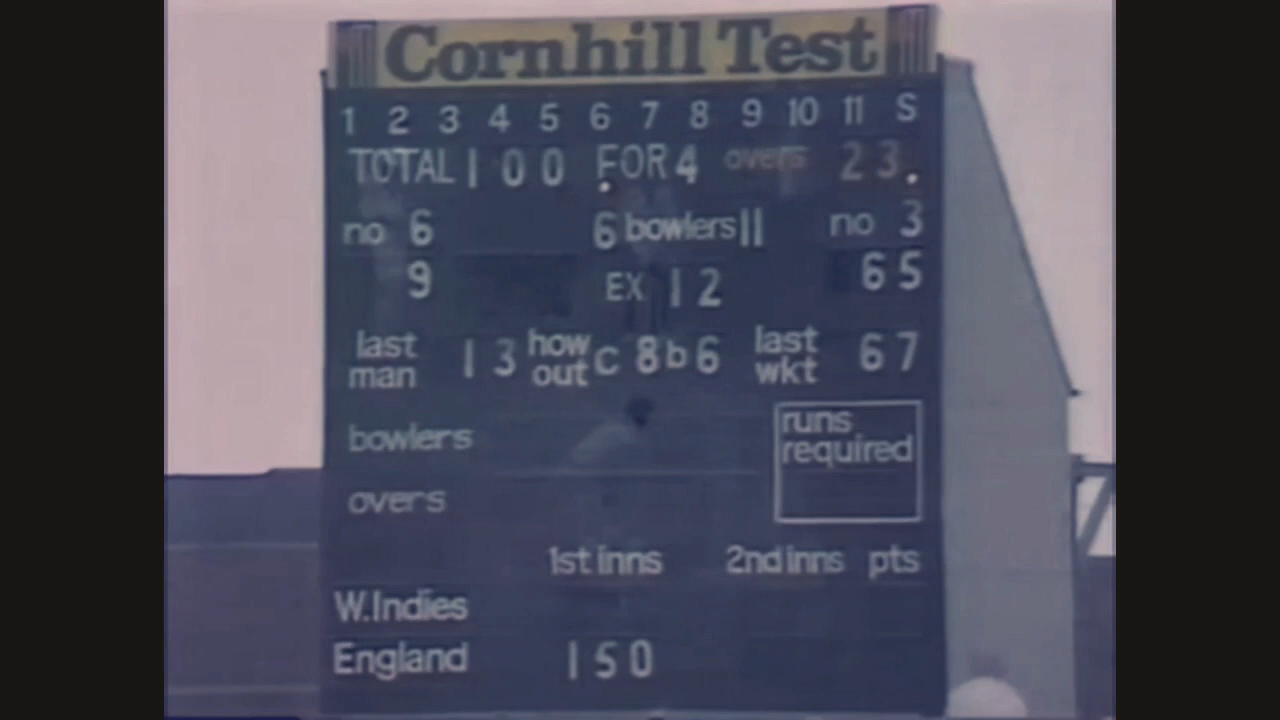 Cornhill Test
1 2 3 4 5 6 7 8 9 10 11 S
TOTAL 100 FOR 4 overs 23.
no 6 6 bowlers 11 no 3
9 EX 12 65
last man 13 how out c 8 b 6 last wkt 67
bowlers
runs required
overs
1st inns 2nd inns pts
W.Indies
England 150